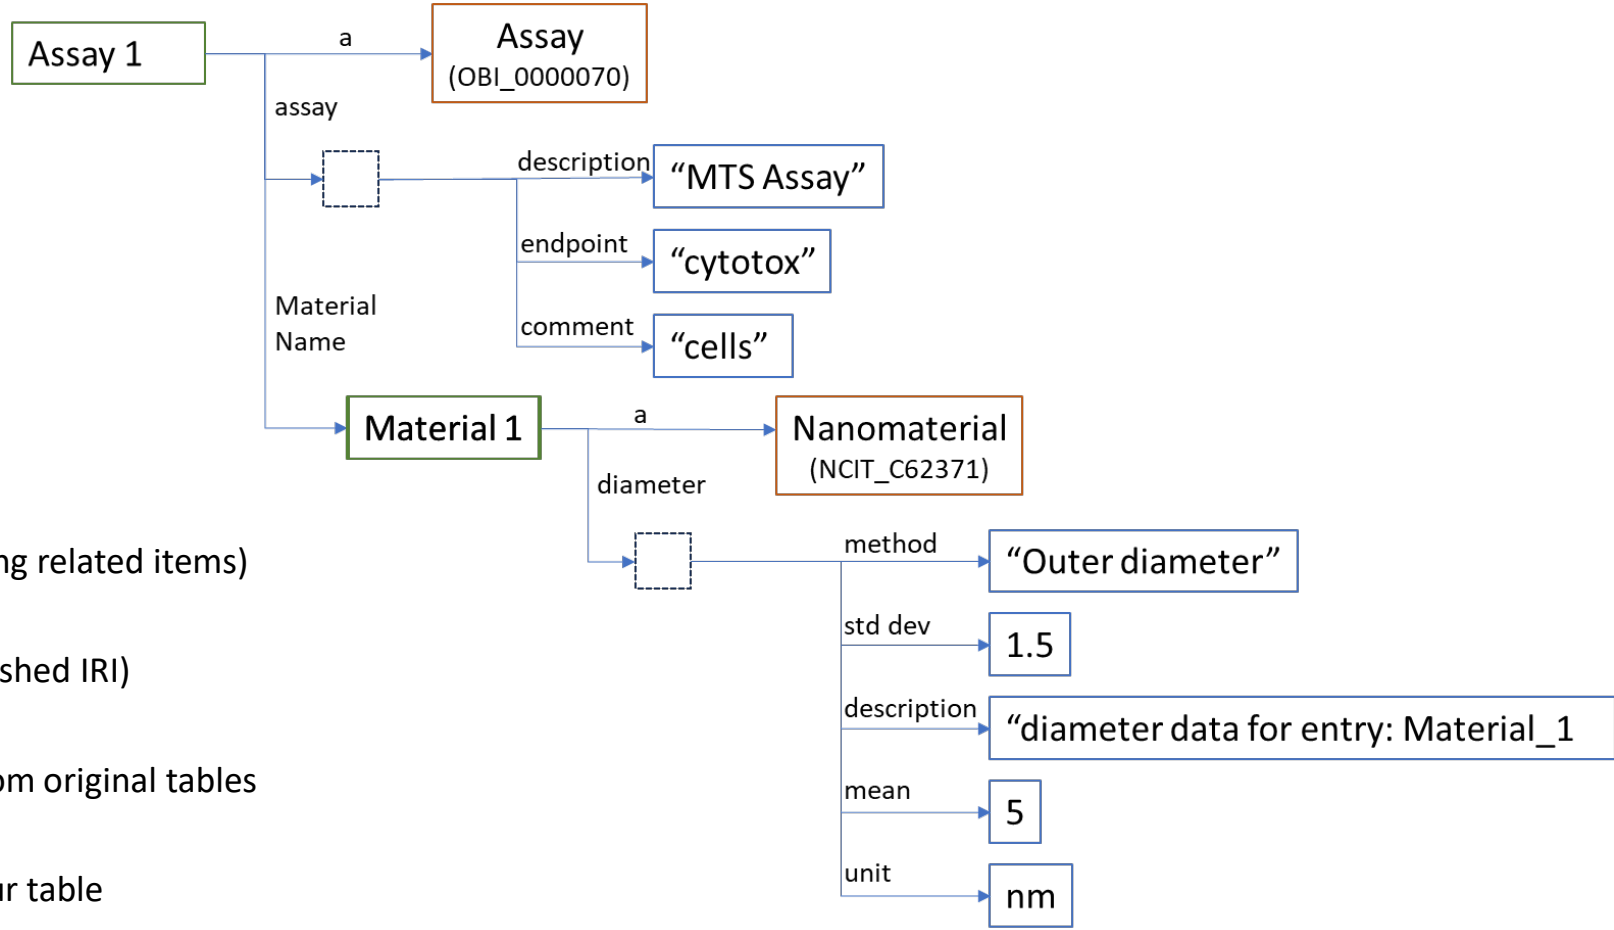 Assay 1
a
Assay
(OBI_0000070)
assay
description
“MTS Assay”
endpoint
“cytotox”
Material
Name
comment
“cells”
Material 1
a
Nanomaterial
(NCIT_C62371)
diameter
ng related items)
method
“Outer diameter”
std dev
1.5
shed IRI)
description
“diameter data for entry: Material_1
om original tables
mean
5
ur table
unit
nm